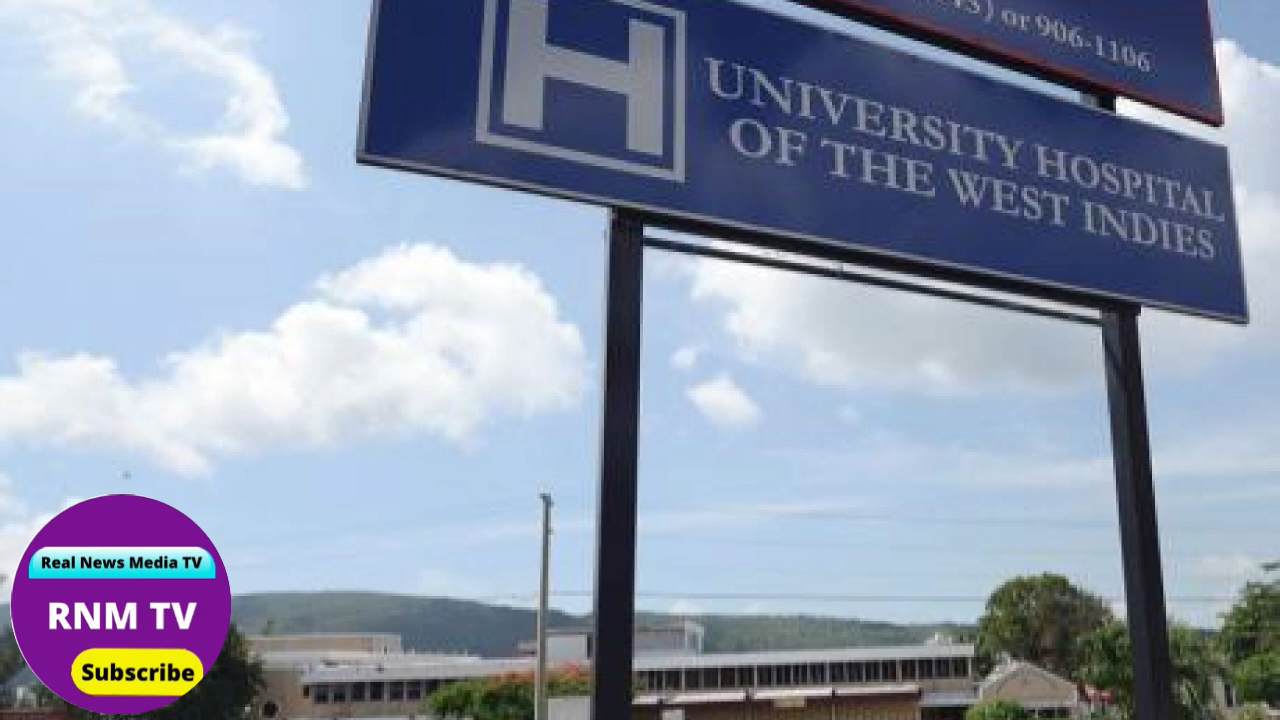 or 906-1106
H
UNIVERSITY HOSPITAL
OF THE WEST INDIES
Real News Media TV
RNM TV
Subscribe